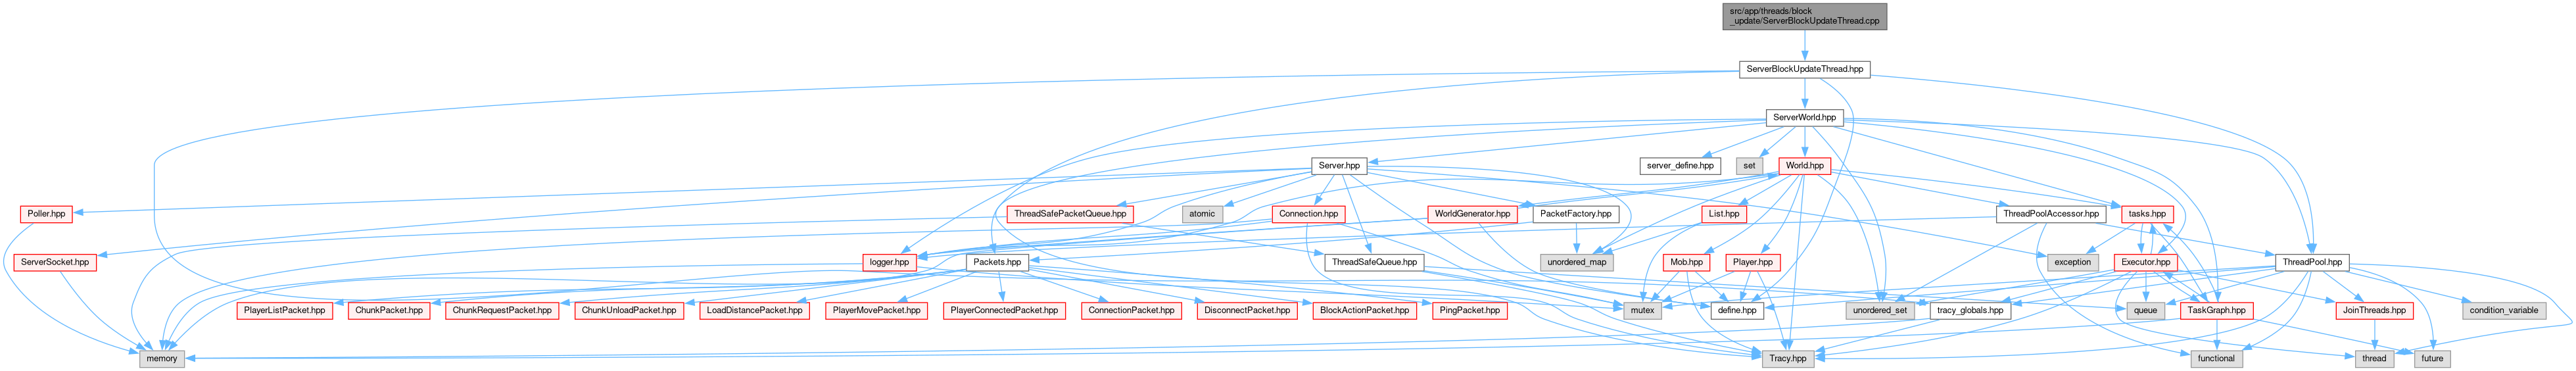 src/app/threads/block
_update/ServerBlockUpdateThread.cpp
ServerBlockUpdateThread.hpp
ServerWorld.hpp
Server.hpp
server_define.hpp
set
World.hpp
Poller.hpp
ThreadSafePacketQueue.hpp
atomic
Connection.hpp
WorldGenerator.hpp
PacketFactory.hpp
List.hpp
ThreadPoolAccessor.hpp
tasks.hpp
ServerSocket.hpp
logger.hpp
Packets.hpp
ThreadSafeQueue.hpp
unordered_map
Mob.hpp
Player.hpp
exception
Executor.hpp
ThreadPool.hpp
PlayerListPacket.hpp
ChunkPacket.hpp
ChunkRequestPacket.hpp
ChunkUnloadPacket.hpp
LoadDistancePacket.hpp
PlayerMovePacket.hpp
PlayerConnectedPacket.hpp
ConnectionPacket.hpp
DisconnectPacket.hpp
BlockActionPacket.hpp
PingPacket.hpp
mutex
define.hpp
unordered_set
tracy_globals.hpp
queue
TaskGraph.hpp
JoinThreads.hpp
condition_variable
memory
Tracy.hpp
functional
thread
future